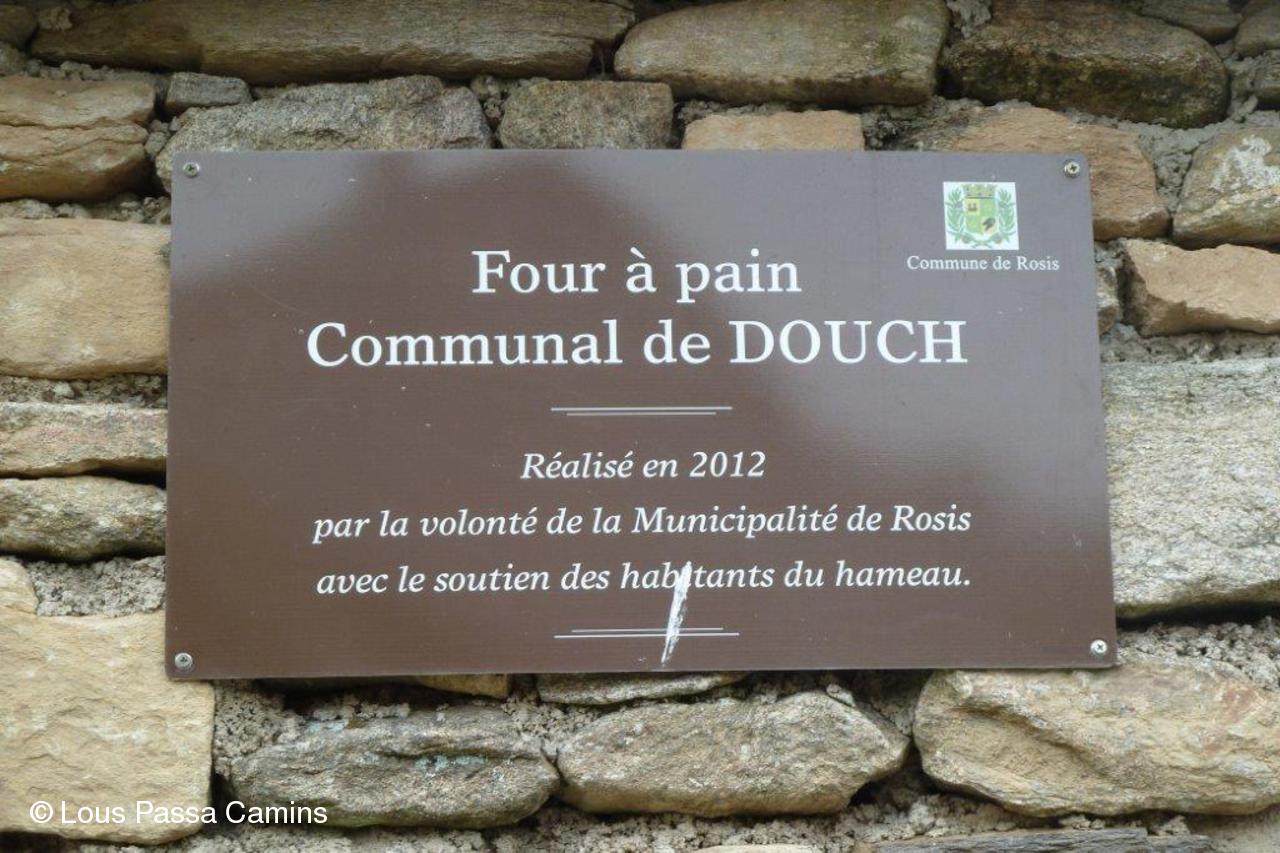 Commune de Rosis
Four à pain
Communal de DOUCH
Réalisé en 2012
par la volonté de la Municipalité de Rosis
avec le soutien des habitants du hameau.
© Lous Passa Camins